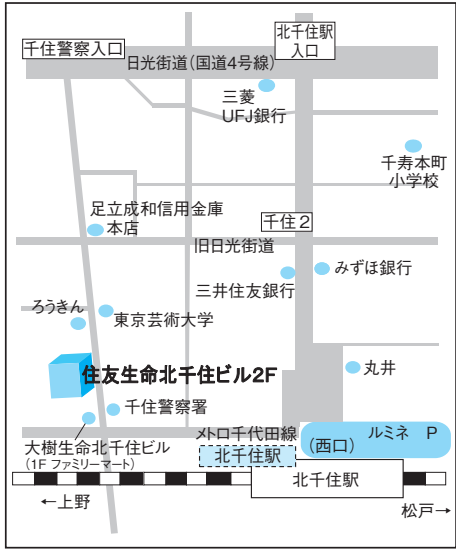 千住警察入口
北千住駅
入口
日光街道(国道4号線)
三菱
UFJ銀行
千寿本町
小学校
足立成和信用金庫
本店
千住2
旧日光街道
三井住友銀行
みずほ銀行
ろうきん
東京芸術大学
住友生命北千住ビル2F
丸井
千住警察署
大樹生命北千住ビル
(1F ファミリーマート)
メトロ千代田線
北千住駅
ルミネ P
(西口)
北千住駅
←上野
松戸→